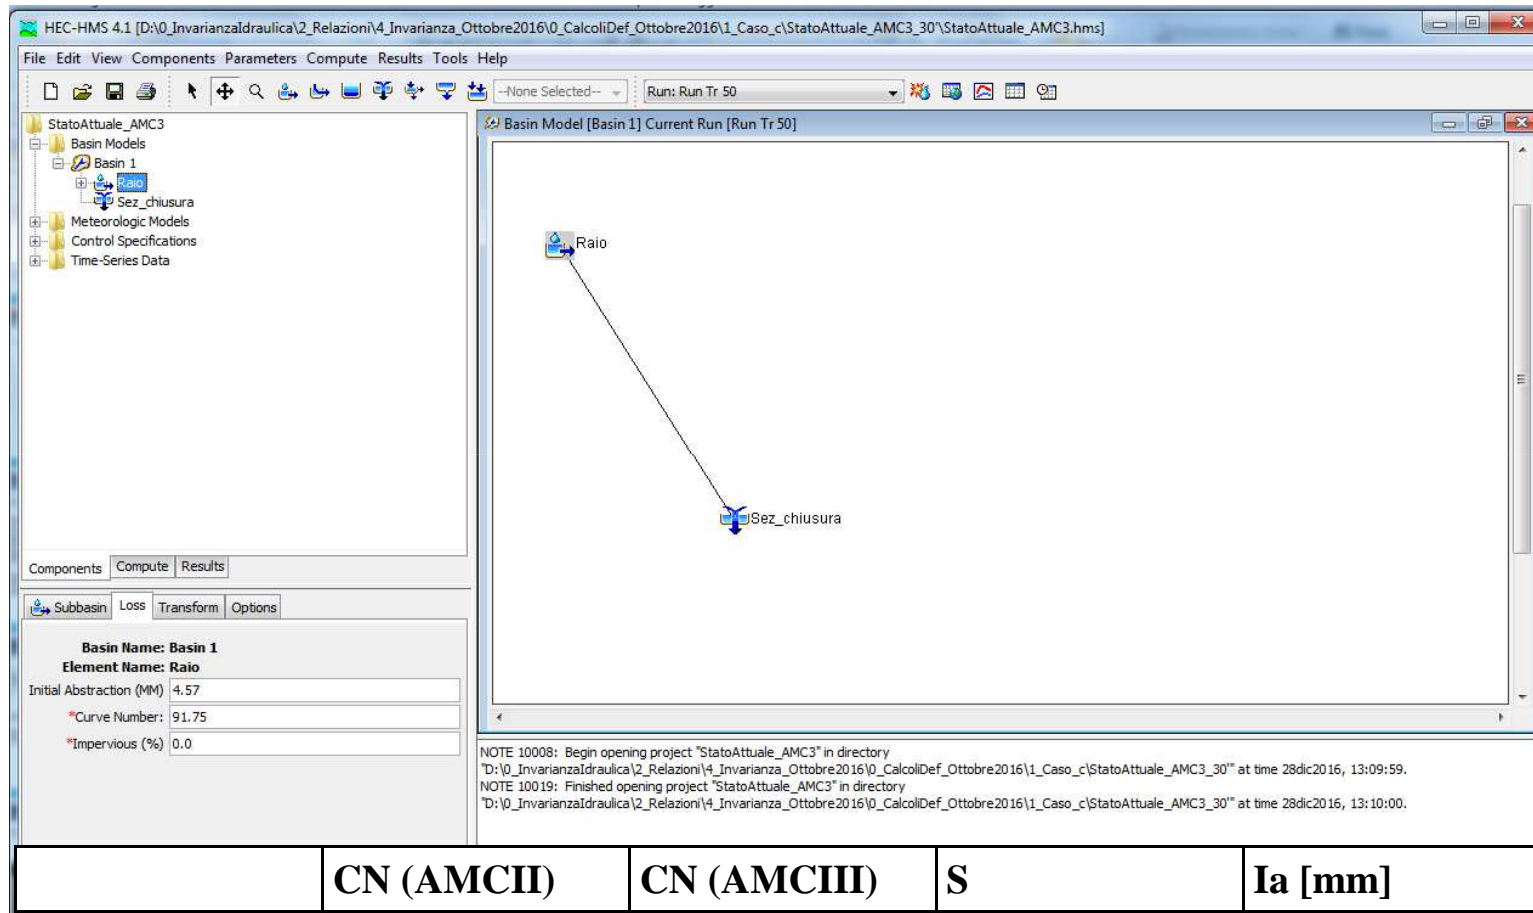 HEC-HMS 4.1 [D:\0_InvarianzaIdraulica\2_Relazioni\4_Invarianza_Ottobre2016\0_CalcoliDef_Ottobre2016\1_Caso_c\StatoAttuale_AMC3_30"\StatoAttuale_AMC3.hms]
File Edit View Components Parameters Compute Results Tools Help
--None Selected--
Run: Run Tr 50
StatoAttuale_AMC3
Basin Models
Basin 1
Raio
Sez_chiusura
Meteorologic Models
Control Specifications
Time-Series Data
Components Compute Results
Subbasin Loss Transform Options
Basin Name: Basin 1
Element Name: Raio
Initial Abstraction (MM) 4.57
*Curve Number: 91.75
*Impervious (%) 0.0
Basin Model [Basin 1] Current Run [Run Tr 50]
Raio
Sez_chiusura
NOTE 10008: Begin opening project "StatoAttuale_AMC3" in directory
"D:\0_InvarianzaIdraulica\2_Relazioni\4_Invarianza_Ottobre2016\0_CalcoliDef_Ottobre2016\1_Caso_c\StatoAttuale_AMC3_30'" at time 28dic2016, 13:09:59.
NOTE 10019: Finished opening project "StatoAttuale_AMC3" in directory
"D:\0_InvarianzaIdraulica\2_Relazioni\4_Invarianza_Ottobre2016\0_CalcoliDef_Ottobre2016\1_Caso_c\StatoAttuale_AMC3_30'" at time 28dic2016, 13:10:00.
CN (AMCII) CN (AMCIII) S Ia [mm]